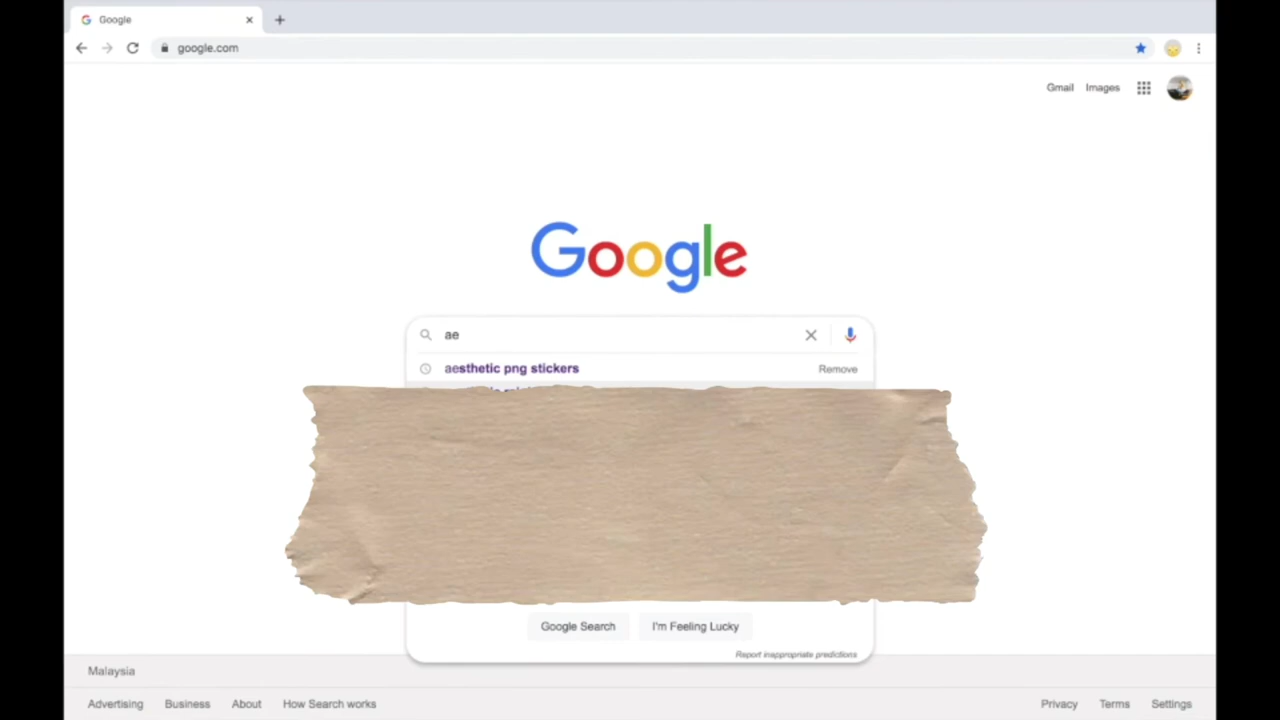 Google
google.com
Gmail Images
Google
ae
aesthetic png stickers Remove
Google Search I'm Feeling Lucky
Report inappropriate predictions
Malaysia
Advertising Business About How Search works Privacy Terms Settings